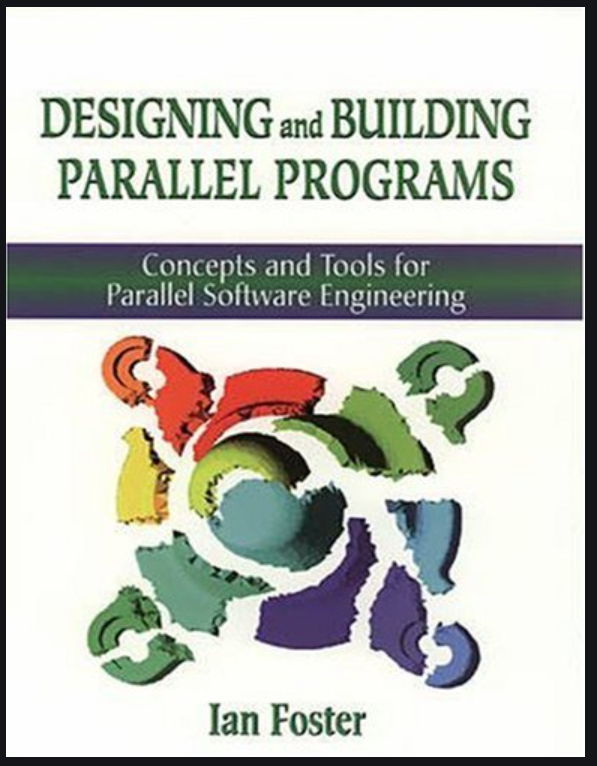 DESIGNING and BUILDING
PARALLEL PROGRAMS
Concepts and Tools for
Parallel Software Engineering
Ian Foster